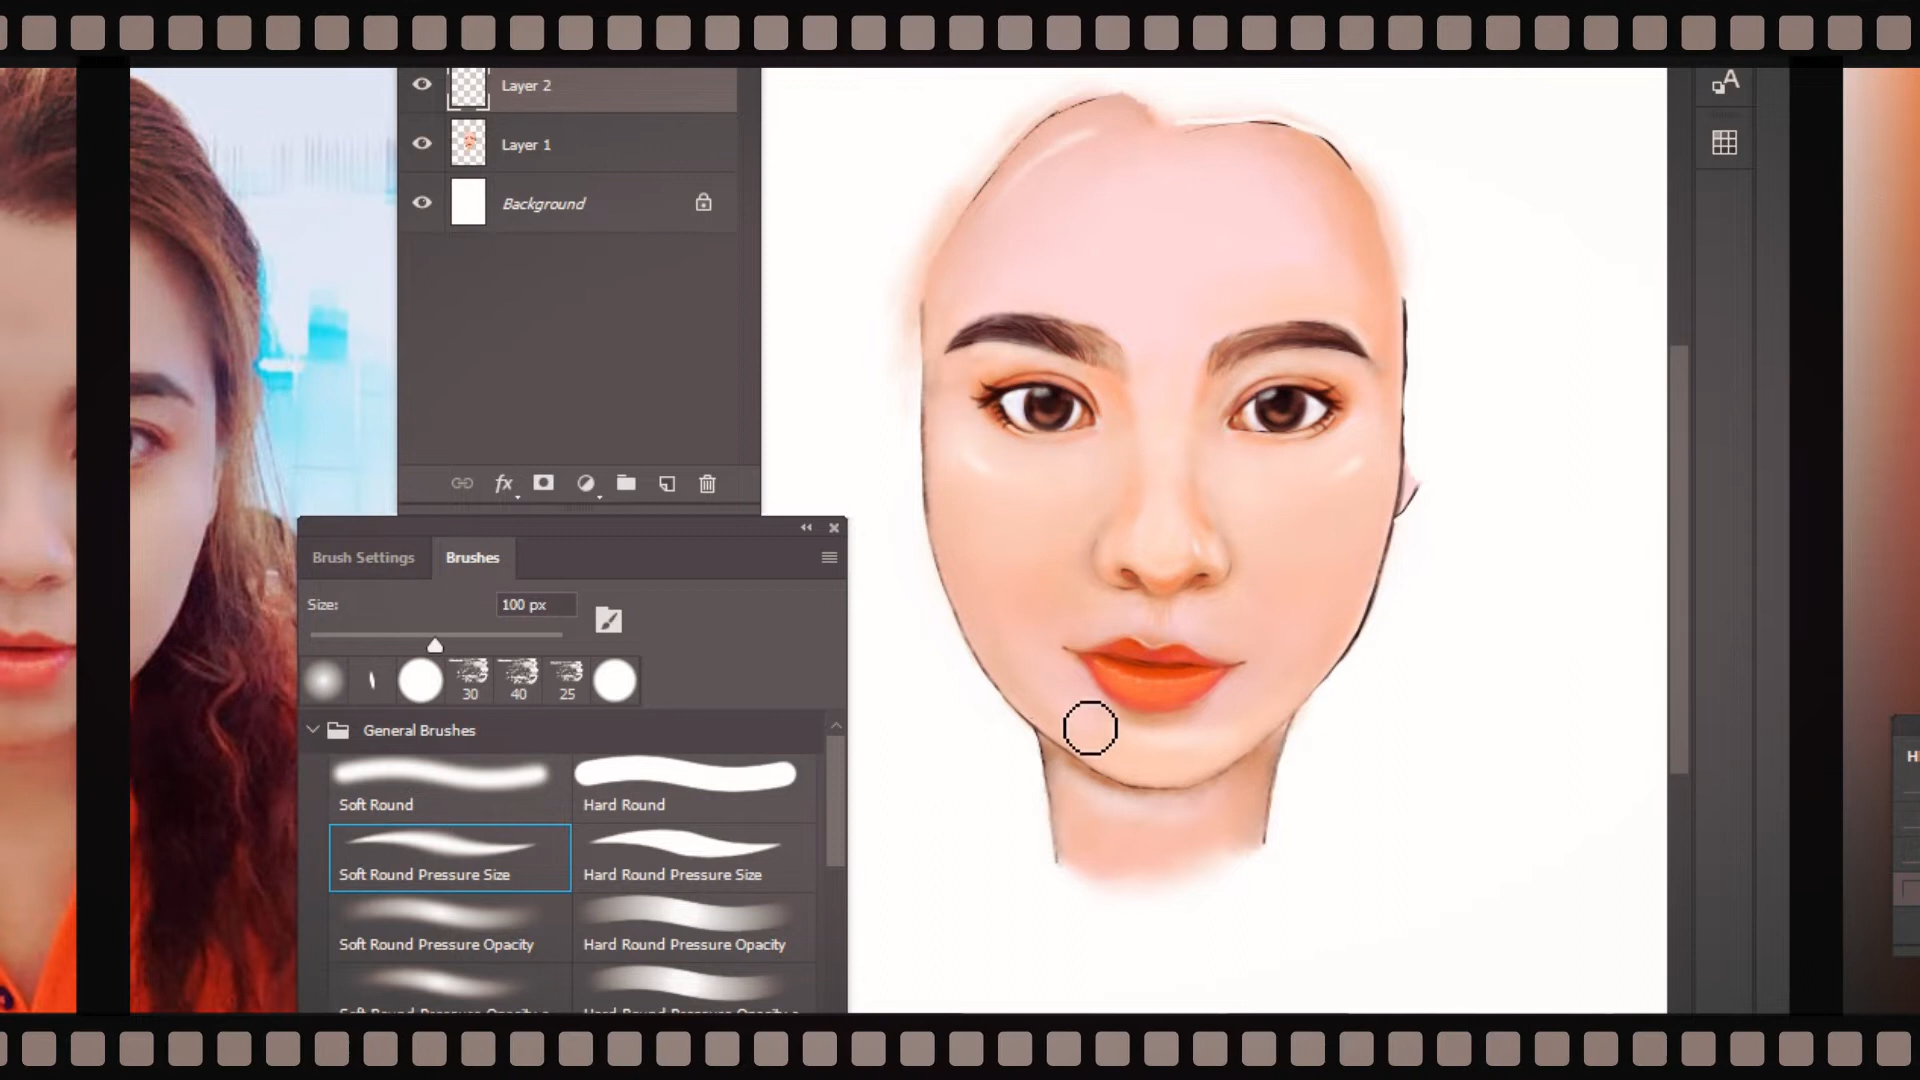 Layer 2
Layer 1
Background
fx
Brush Settings
Brushes
Size:
100 px
30
40
25
General Brushes
Soft Round
Hard Round
Soft Round Pressure Size
Hard Round Pressure Size
Soft Round Pressure Opacity
Hard Round Pressure Opacity
A